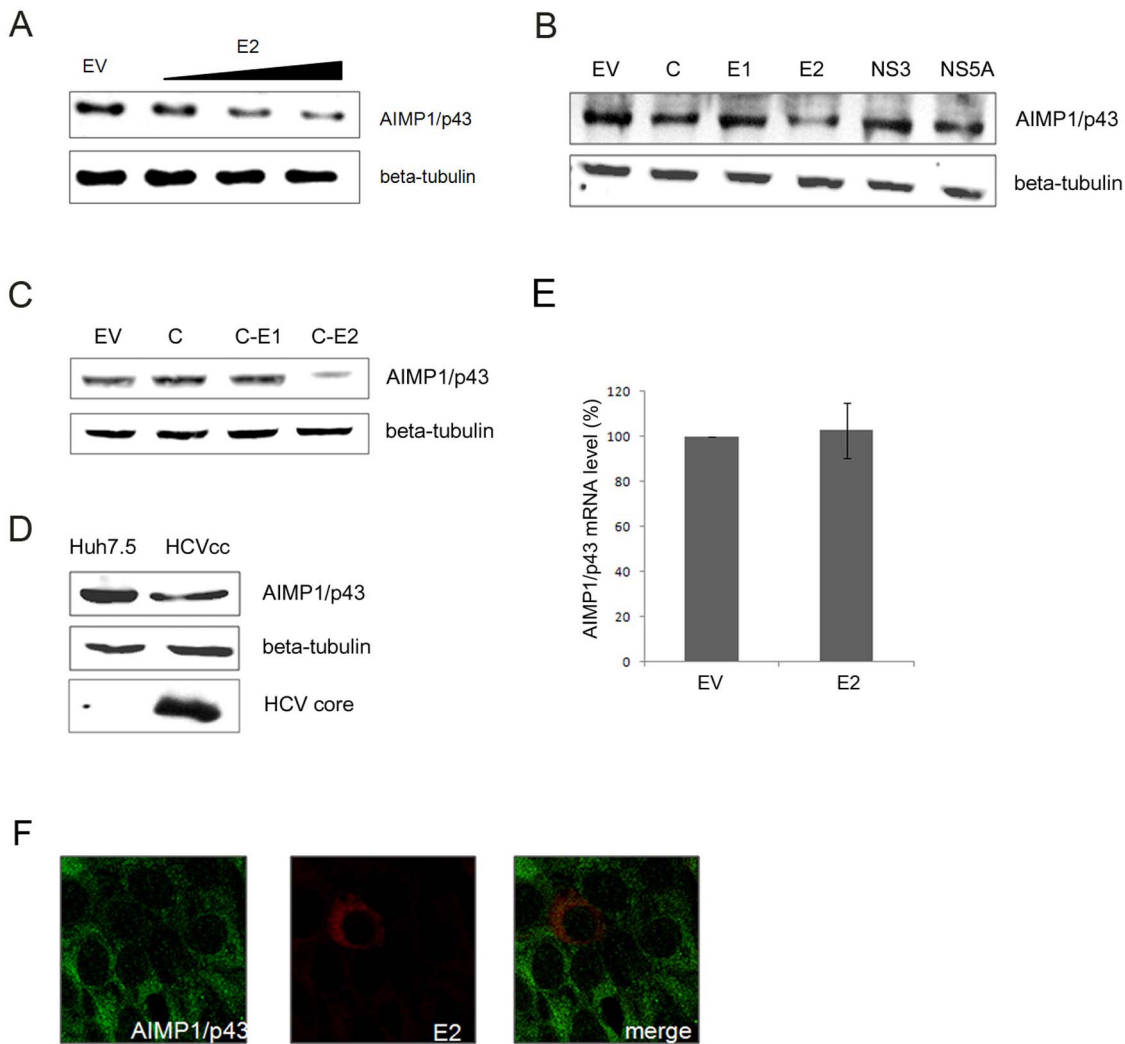 A
E2
EV
AIMP1/p43
beta-tubulin
B
EV C E1 E2 NS3 NS5A
AIMP1/p43
beta-tubulin
C
EV C C-E1 C-E2
AIMP1/p43
beta-tubulin
D
Huh7.5 HCVcc
AIMP1/p43
beta-tubulin
HCV core
E
AIMP1/p43 mRNA level (%)
120
100
80
60
40
20
0
EV E2
F
AIMP1/p43 E2 merge